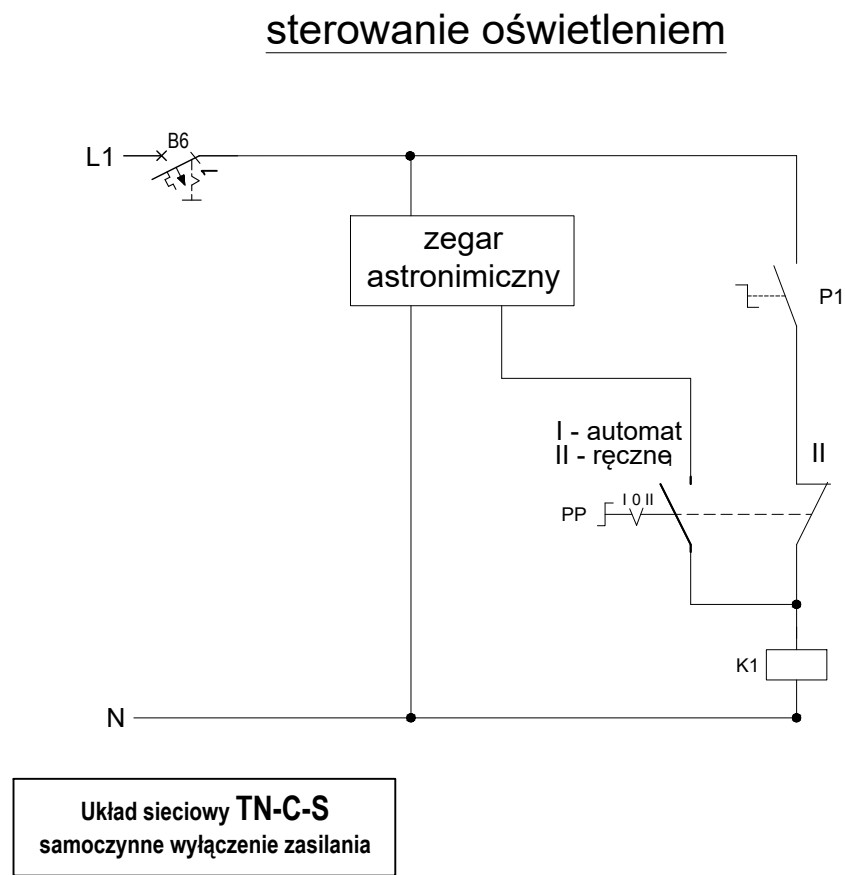 sterowanie oświetleniem
B6
L1
zegar
astronimiczny
P1
I - automat
II - ręczne
I
II
I 0 II
PP
K1
N
Układ sieciowy TN-C-S
samoczynne wyłączenie zasilania